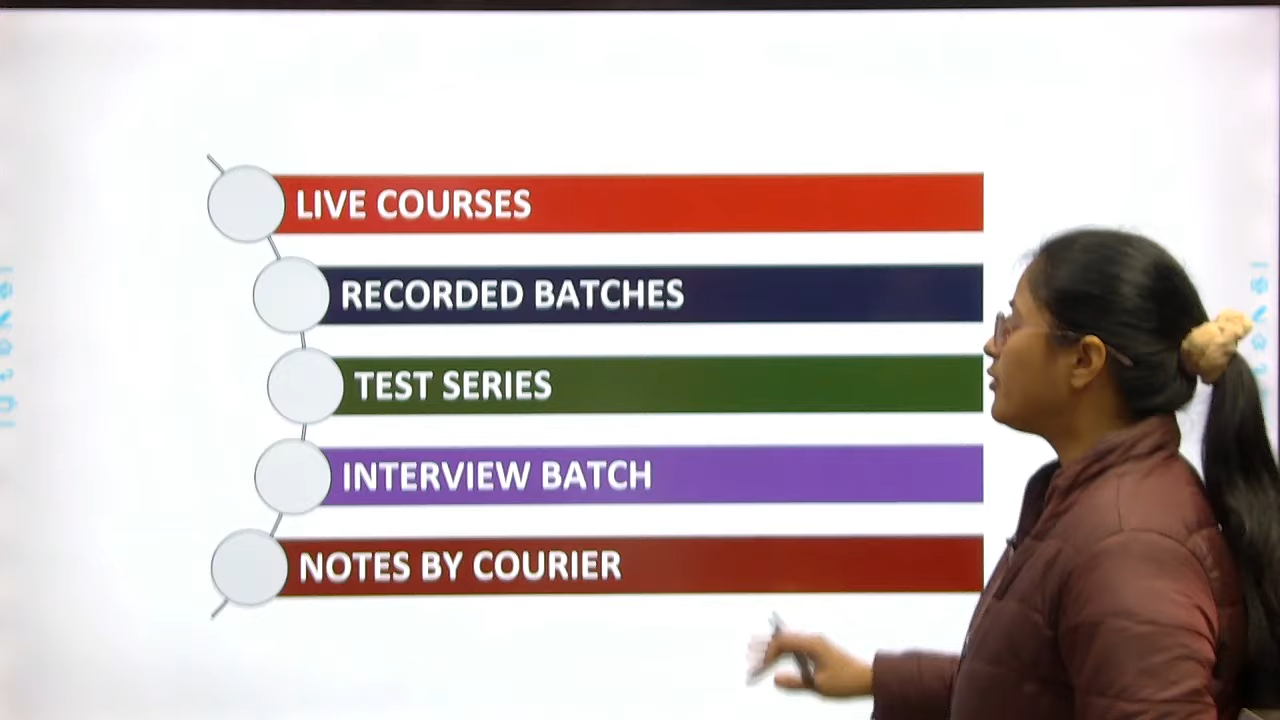 LIVE COURSES
RECORDED BATCHES
TEST SERIES
INTERVIEW BATCH
NOTES BY COURIER